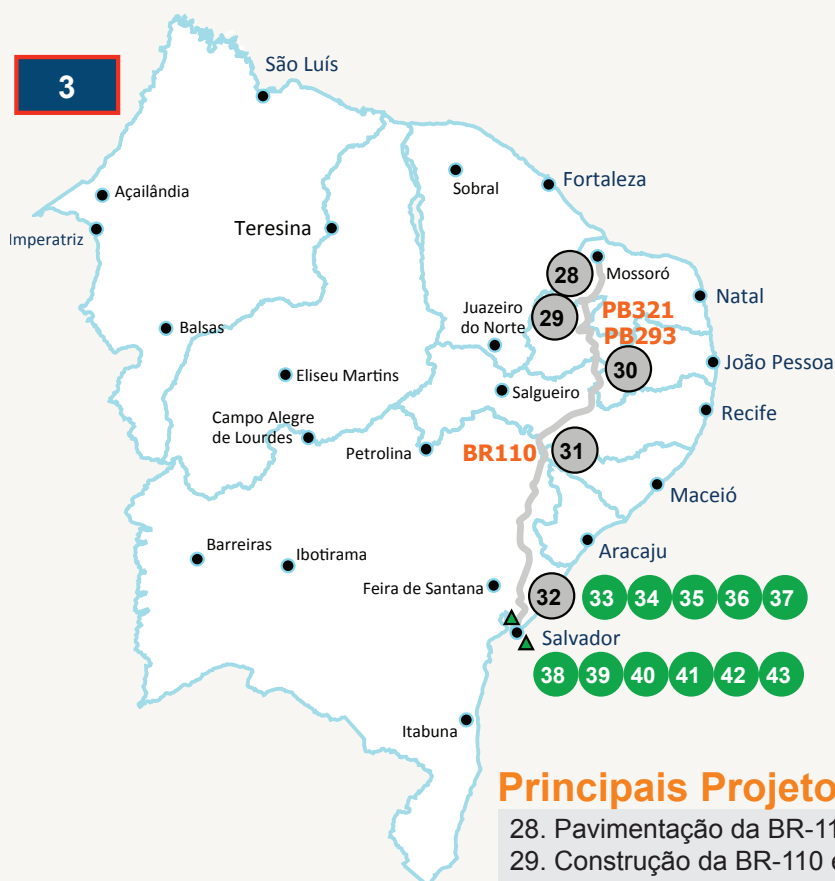 3
São Luís
Açailândia
Imperatriz
Teresina
Sobral
Fortaleza
28
Mossoró
29
Juazeiro
do Norte
PB321
PB293
Natal
Balsas
30
João Pessoa
Eliseu Martins
Salgueiro
Recife
Campo Alegre
de Lourdes
Petrolina
BR110
31
Maceió
Barreiras
Ibotirama
Aracaju
Feira de Santana
32 33 34 35 36 37
Salvador
38 39 40 41 42 43
Itabuna
Principais Projeto
28. Pavimentação da BR-11
29. Construção da BR-110 e